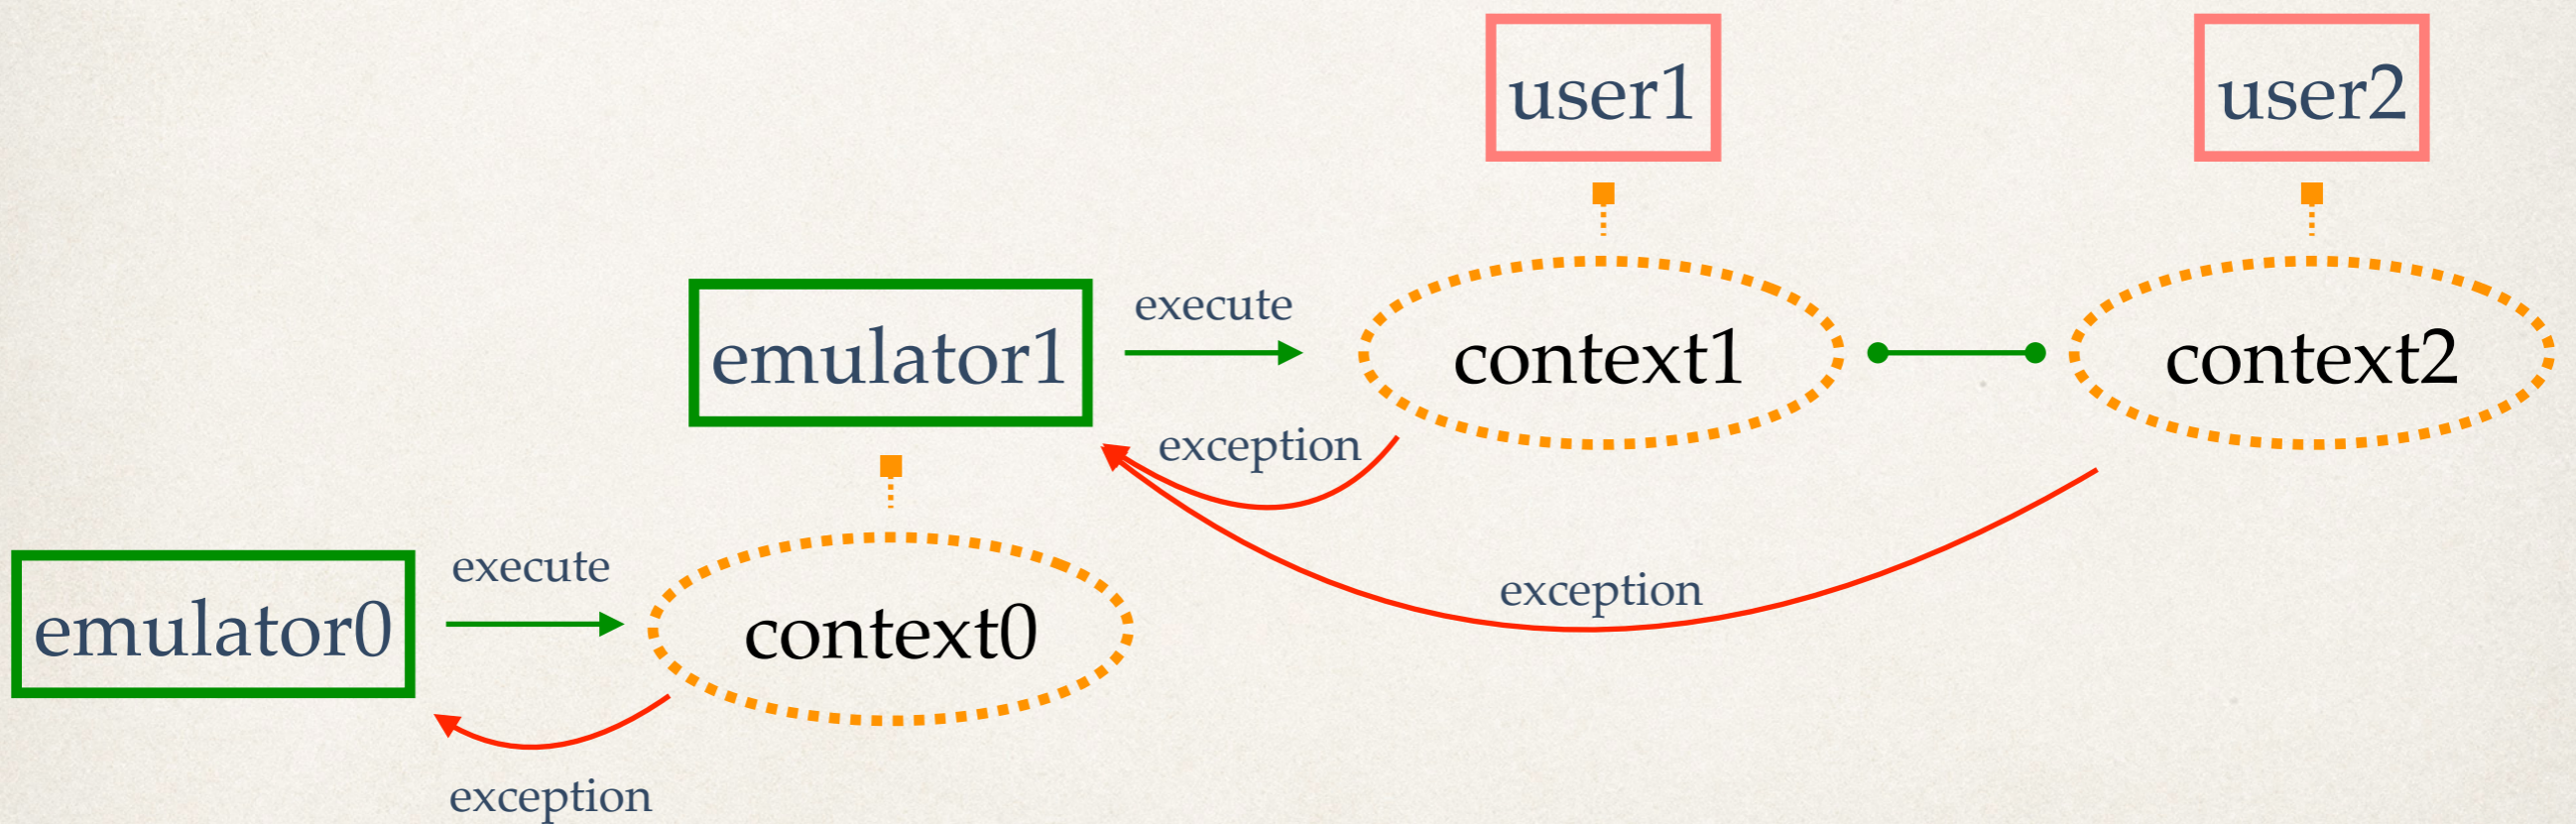 user1
user2
execute
emulator1
context1
context2
exception
execute
exception
emulator0
context0
exception